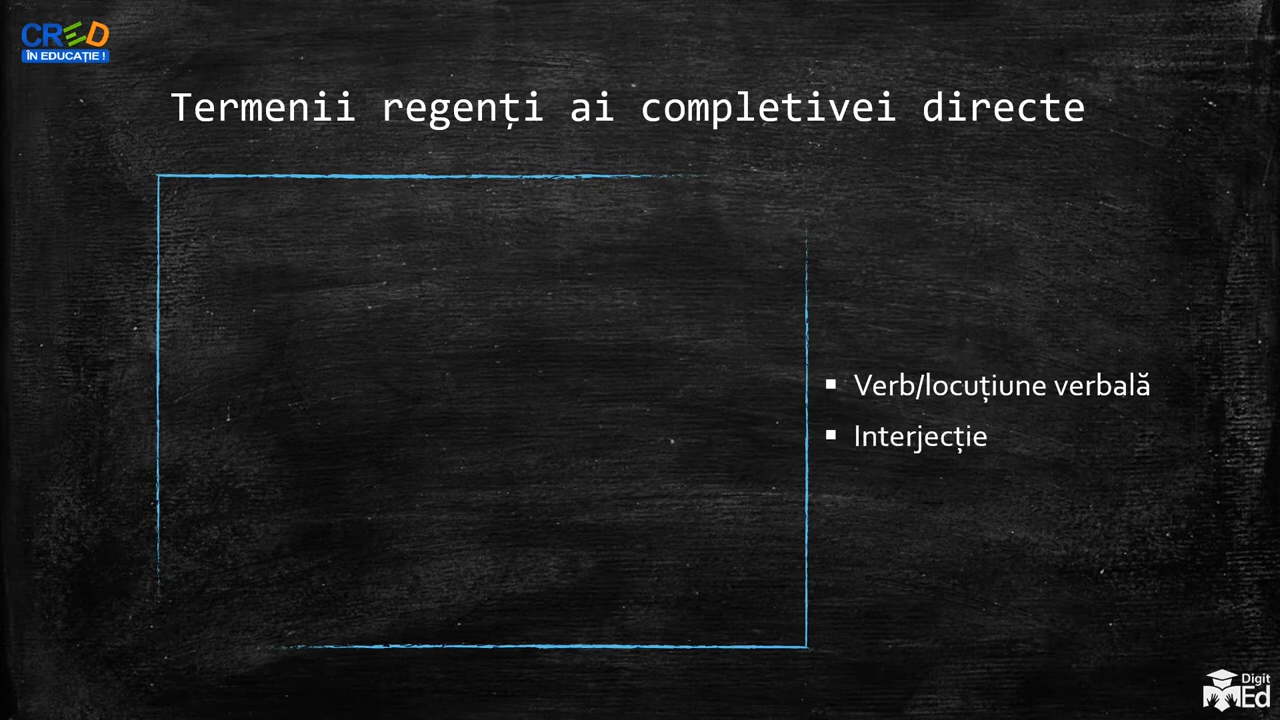 CRED
ÎN EDUCAȚIE !
Termenii regenți ai completivei directe
▪ Verb/locuțiune verbală
▪ Interjecție
Digit
Ed